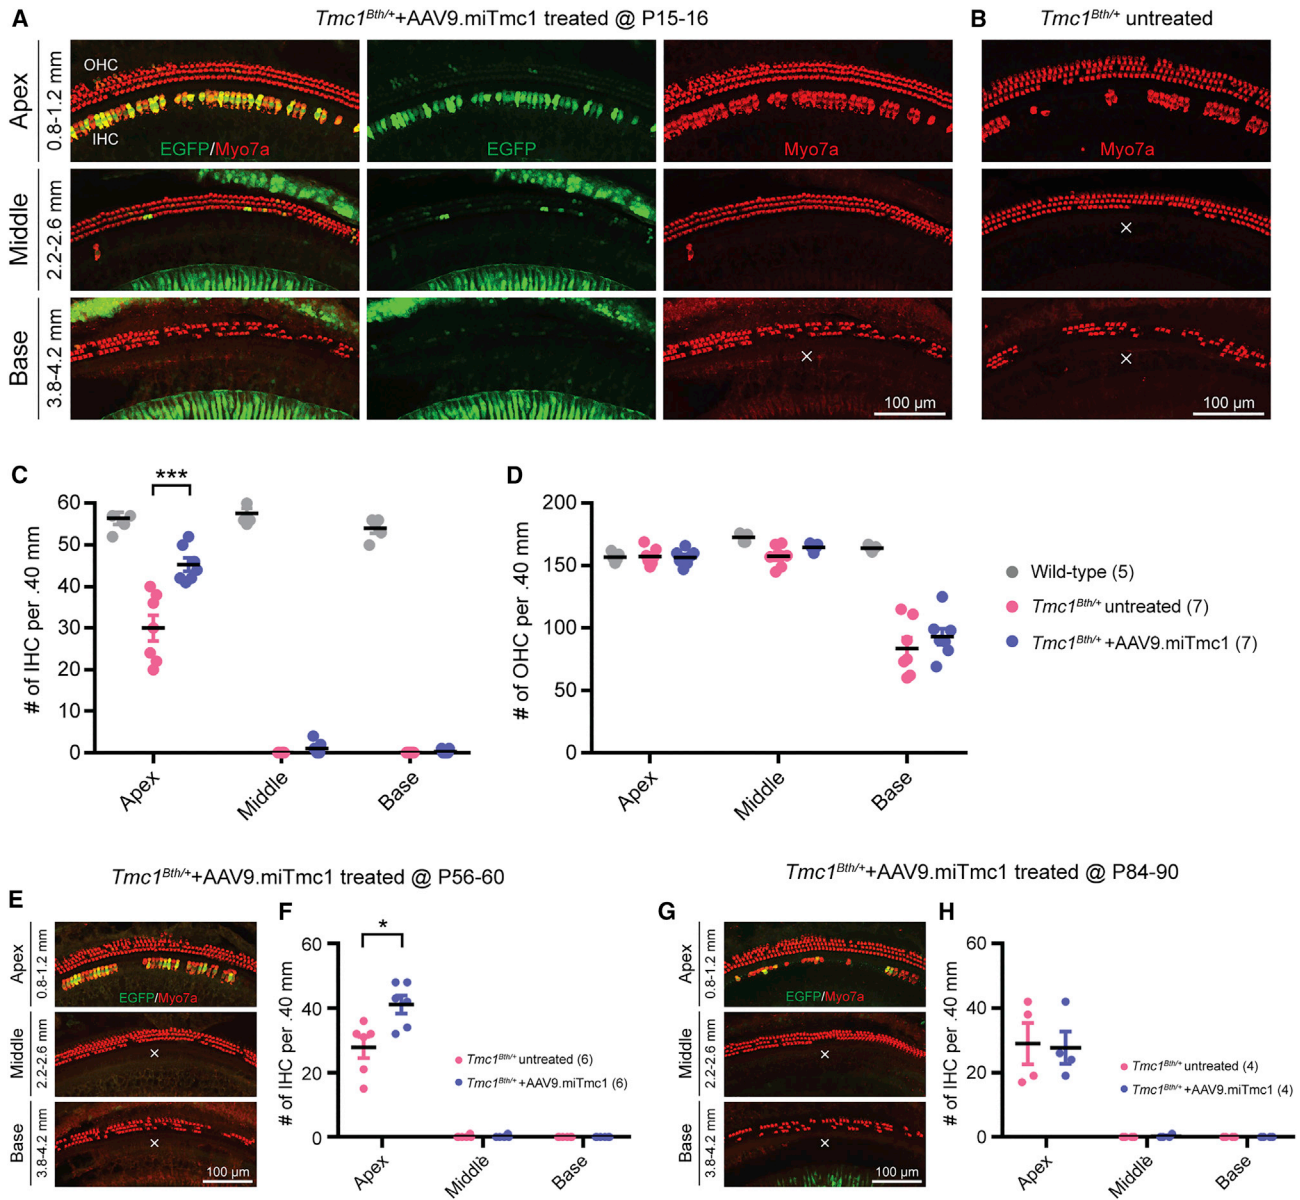 A
Tmc1Bth/++AAV9.miTmc1 treated @ P15-16
B
Tmc1Bth/+ untreated
Apex
0.8-1.2 mm
OHC
IHC
EGFP/Myo7a
EGFP
Myo7a
Myo7a
Middle
2.2-2.6 mm
×
Base
3.8-4.2 mm
×
100 µm
×
100 µm
C
***
# of IHC per .40 mm
60
50
40
30
20
10
0
Apex
Middle
Base
D
# of OHC per .40 mm
200
150
100
50
0
Apex
Middle
Base
Wild-type (5)
Tmc1Bth/+ untreated (7)
Tmc1Bth/+ +AAV9.miTmc1 (7)
Tmc1Bth/++AAV9.miTmc1 treated @ P56-60
E
Apex
0.8-1.2 mm
EGFP/Myo7a
Middle
2.2-2.6 mm
×
Base
3.8-4.2 mm
×
100 µm
F
*
# of IHC per .40 mm
60
40
20
0
Apex
Middle
Base
Tmc1Bth/+ untreated (6)
Tmc1Bth/+ +AAV9.miTmc1 (6)
Tmc1Bth/++AAV9.miTmc1 treated @ P84-90
G
Apex
0.8-1.2 mm
EGFP/Myo7a
Middle
2.2-2.6 mm
×
Base
3.8-4.2 mm
×
100 µm
H
# of IHC per .40 mm
60
40
20
0
Apex
Middle
Base
Tmc1Bth/+ untreated (4)
Tmc1Bth/+ +AAV9.miTmc1 (4)